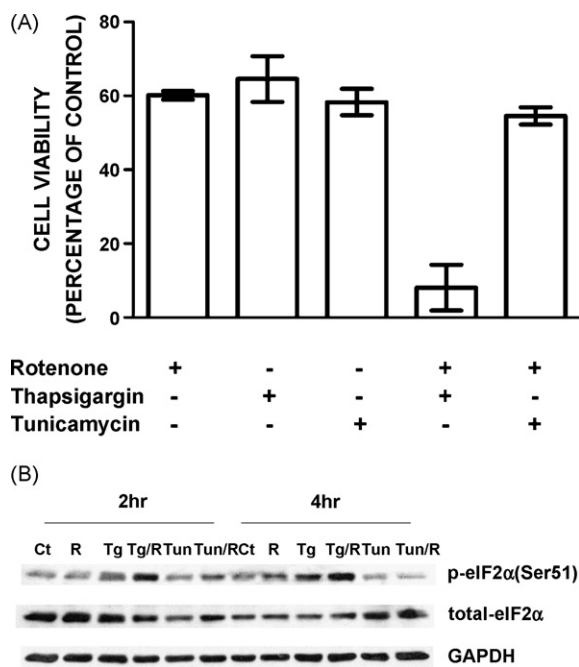 (A)
80
60
40
20
0
CELL VIABILITY
(PERCENTAGE OF CONTROL)
Rotenone + - - + +
Thapsigargin - + - + -
Tunicamycin - - + - +
(B)
2hr 4hr
Ct R Tg Tg/R Tun Tun/R Ct R Tg Tg/R Tun Tun/R
p-eIF2α(Ser51)
total-eIF2α
GAPDH